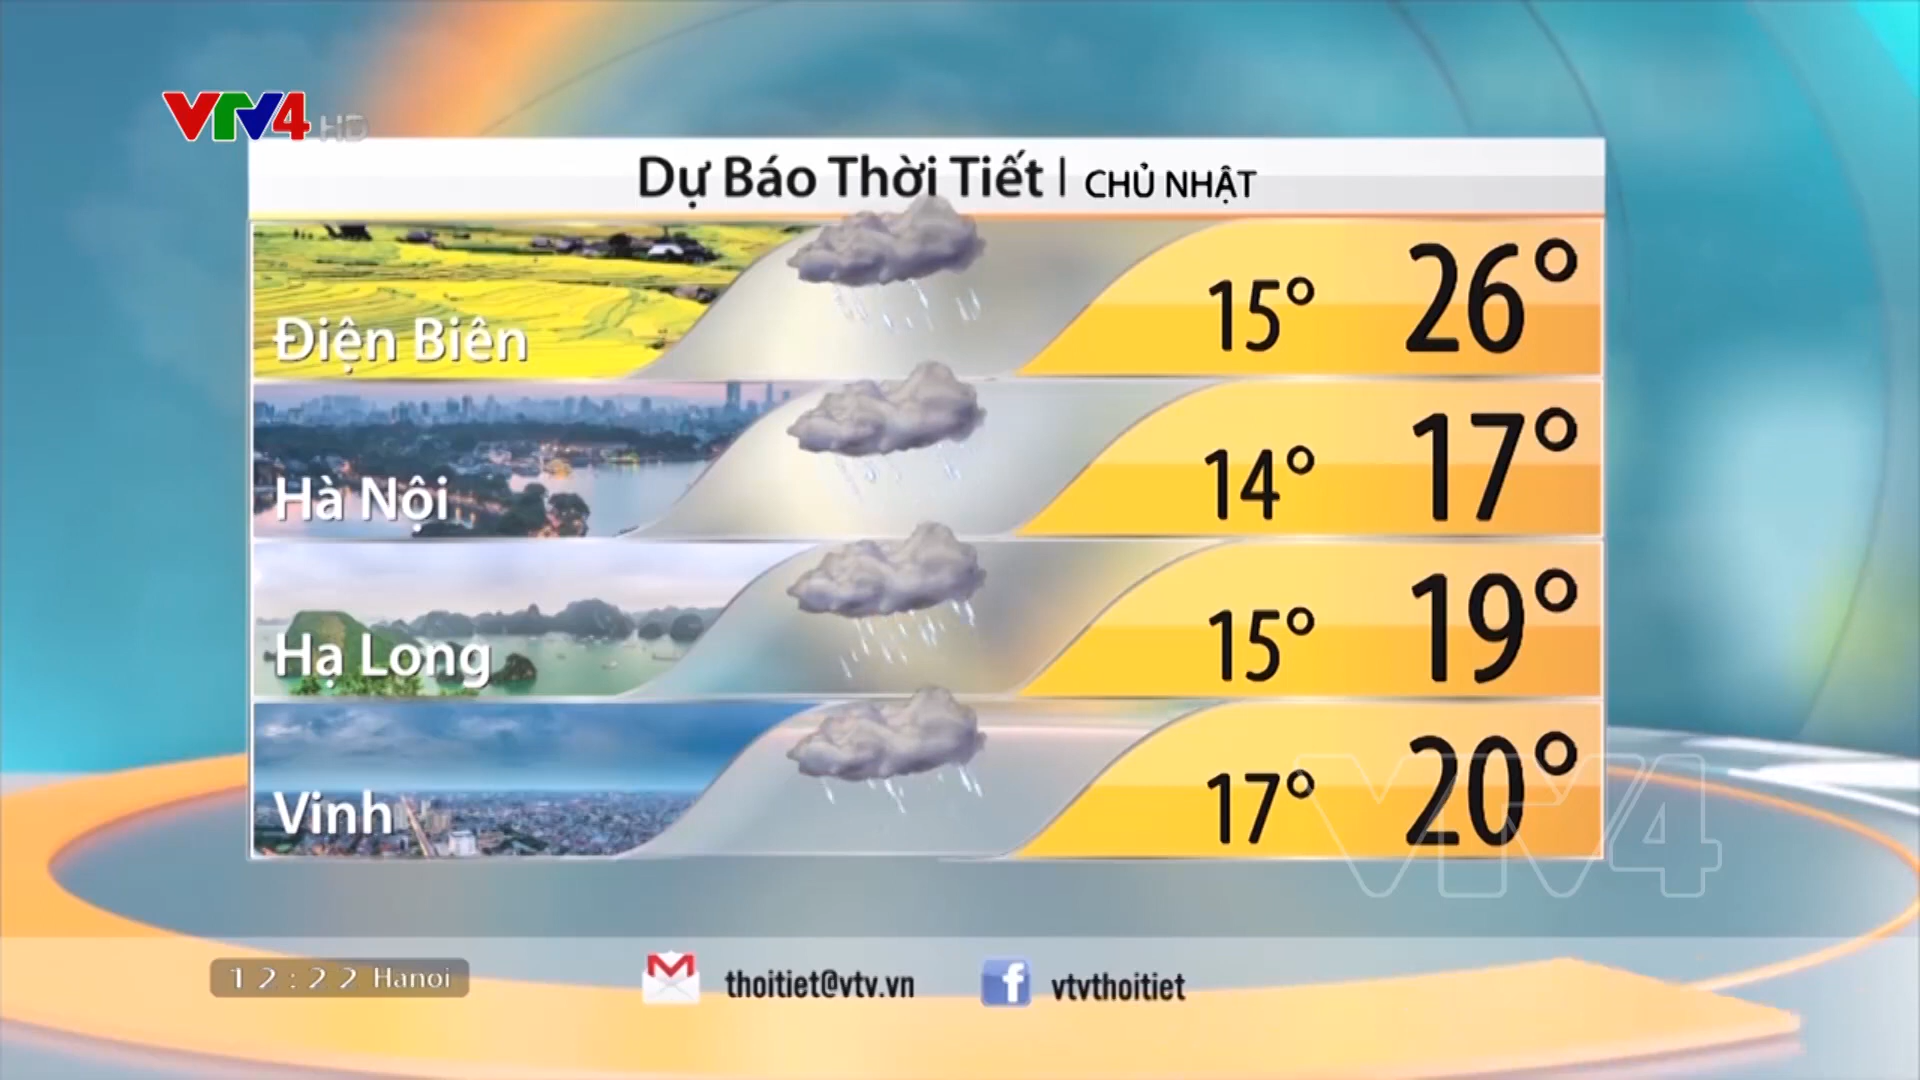 VTV4 HD
Dự Báo Thời Tiết | CHỦ NHẬT
Điện Biên 15° 26°
Hà Nội 14° 17°
Hạ Long 15° 19°
Vinh 17° 20°
VTV4
12:22 Hanoi thoitiet@vtv.vn vtvthoitiet